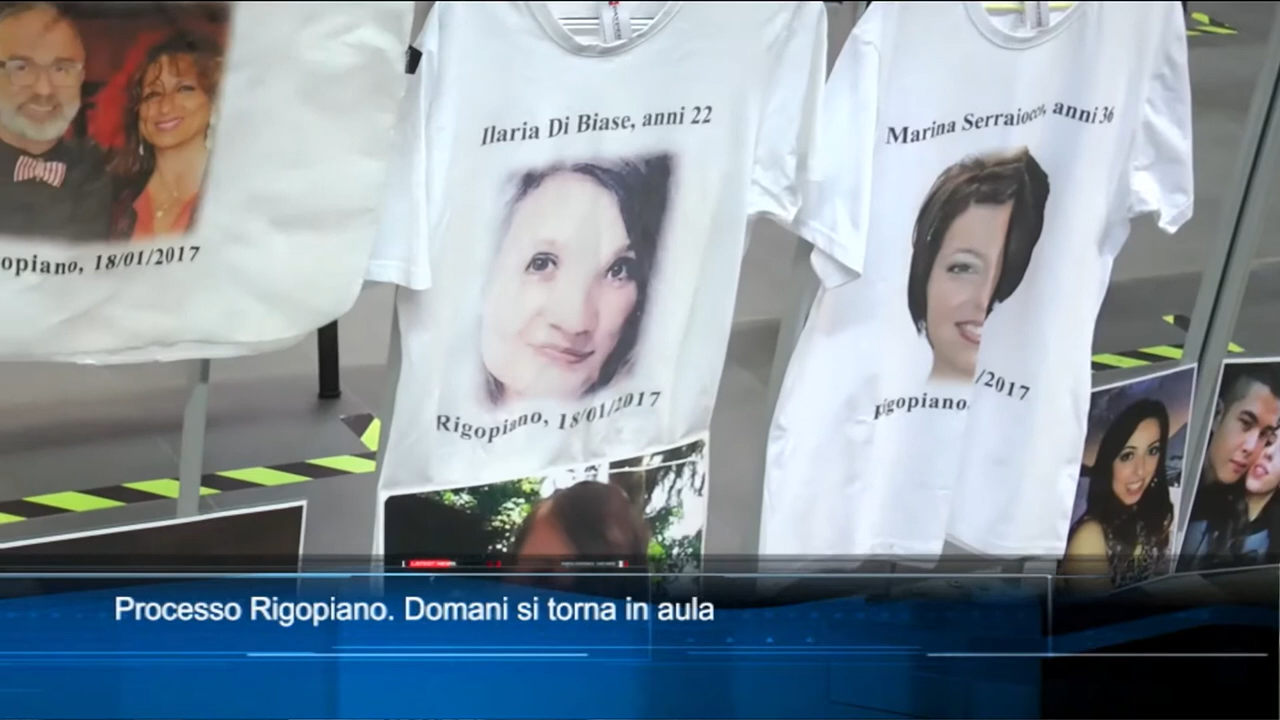 Ilaria Di Biase, anni 22
Marina Serraiocco, anni 36
opiano, 18/01/2017
Rigopiano, 18/01/2017
Rigopiano, /2017
Processo Rigopiano. Domani si torna in aula